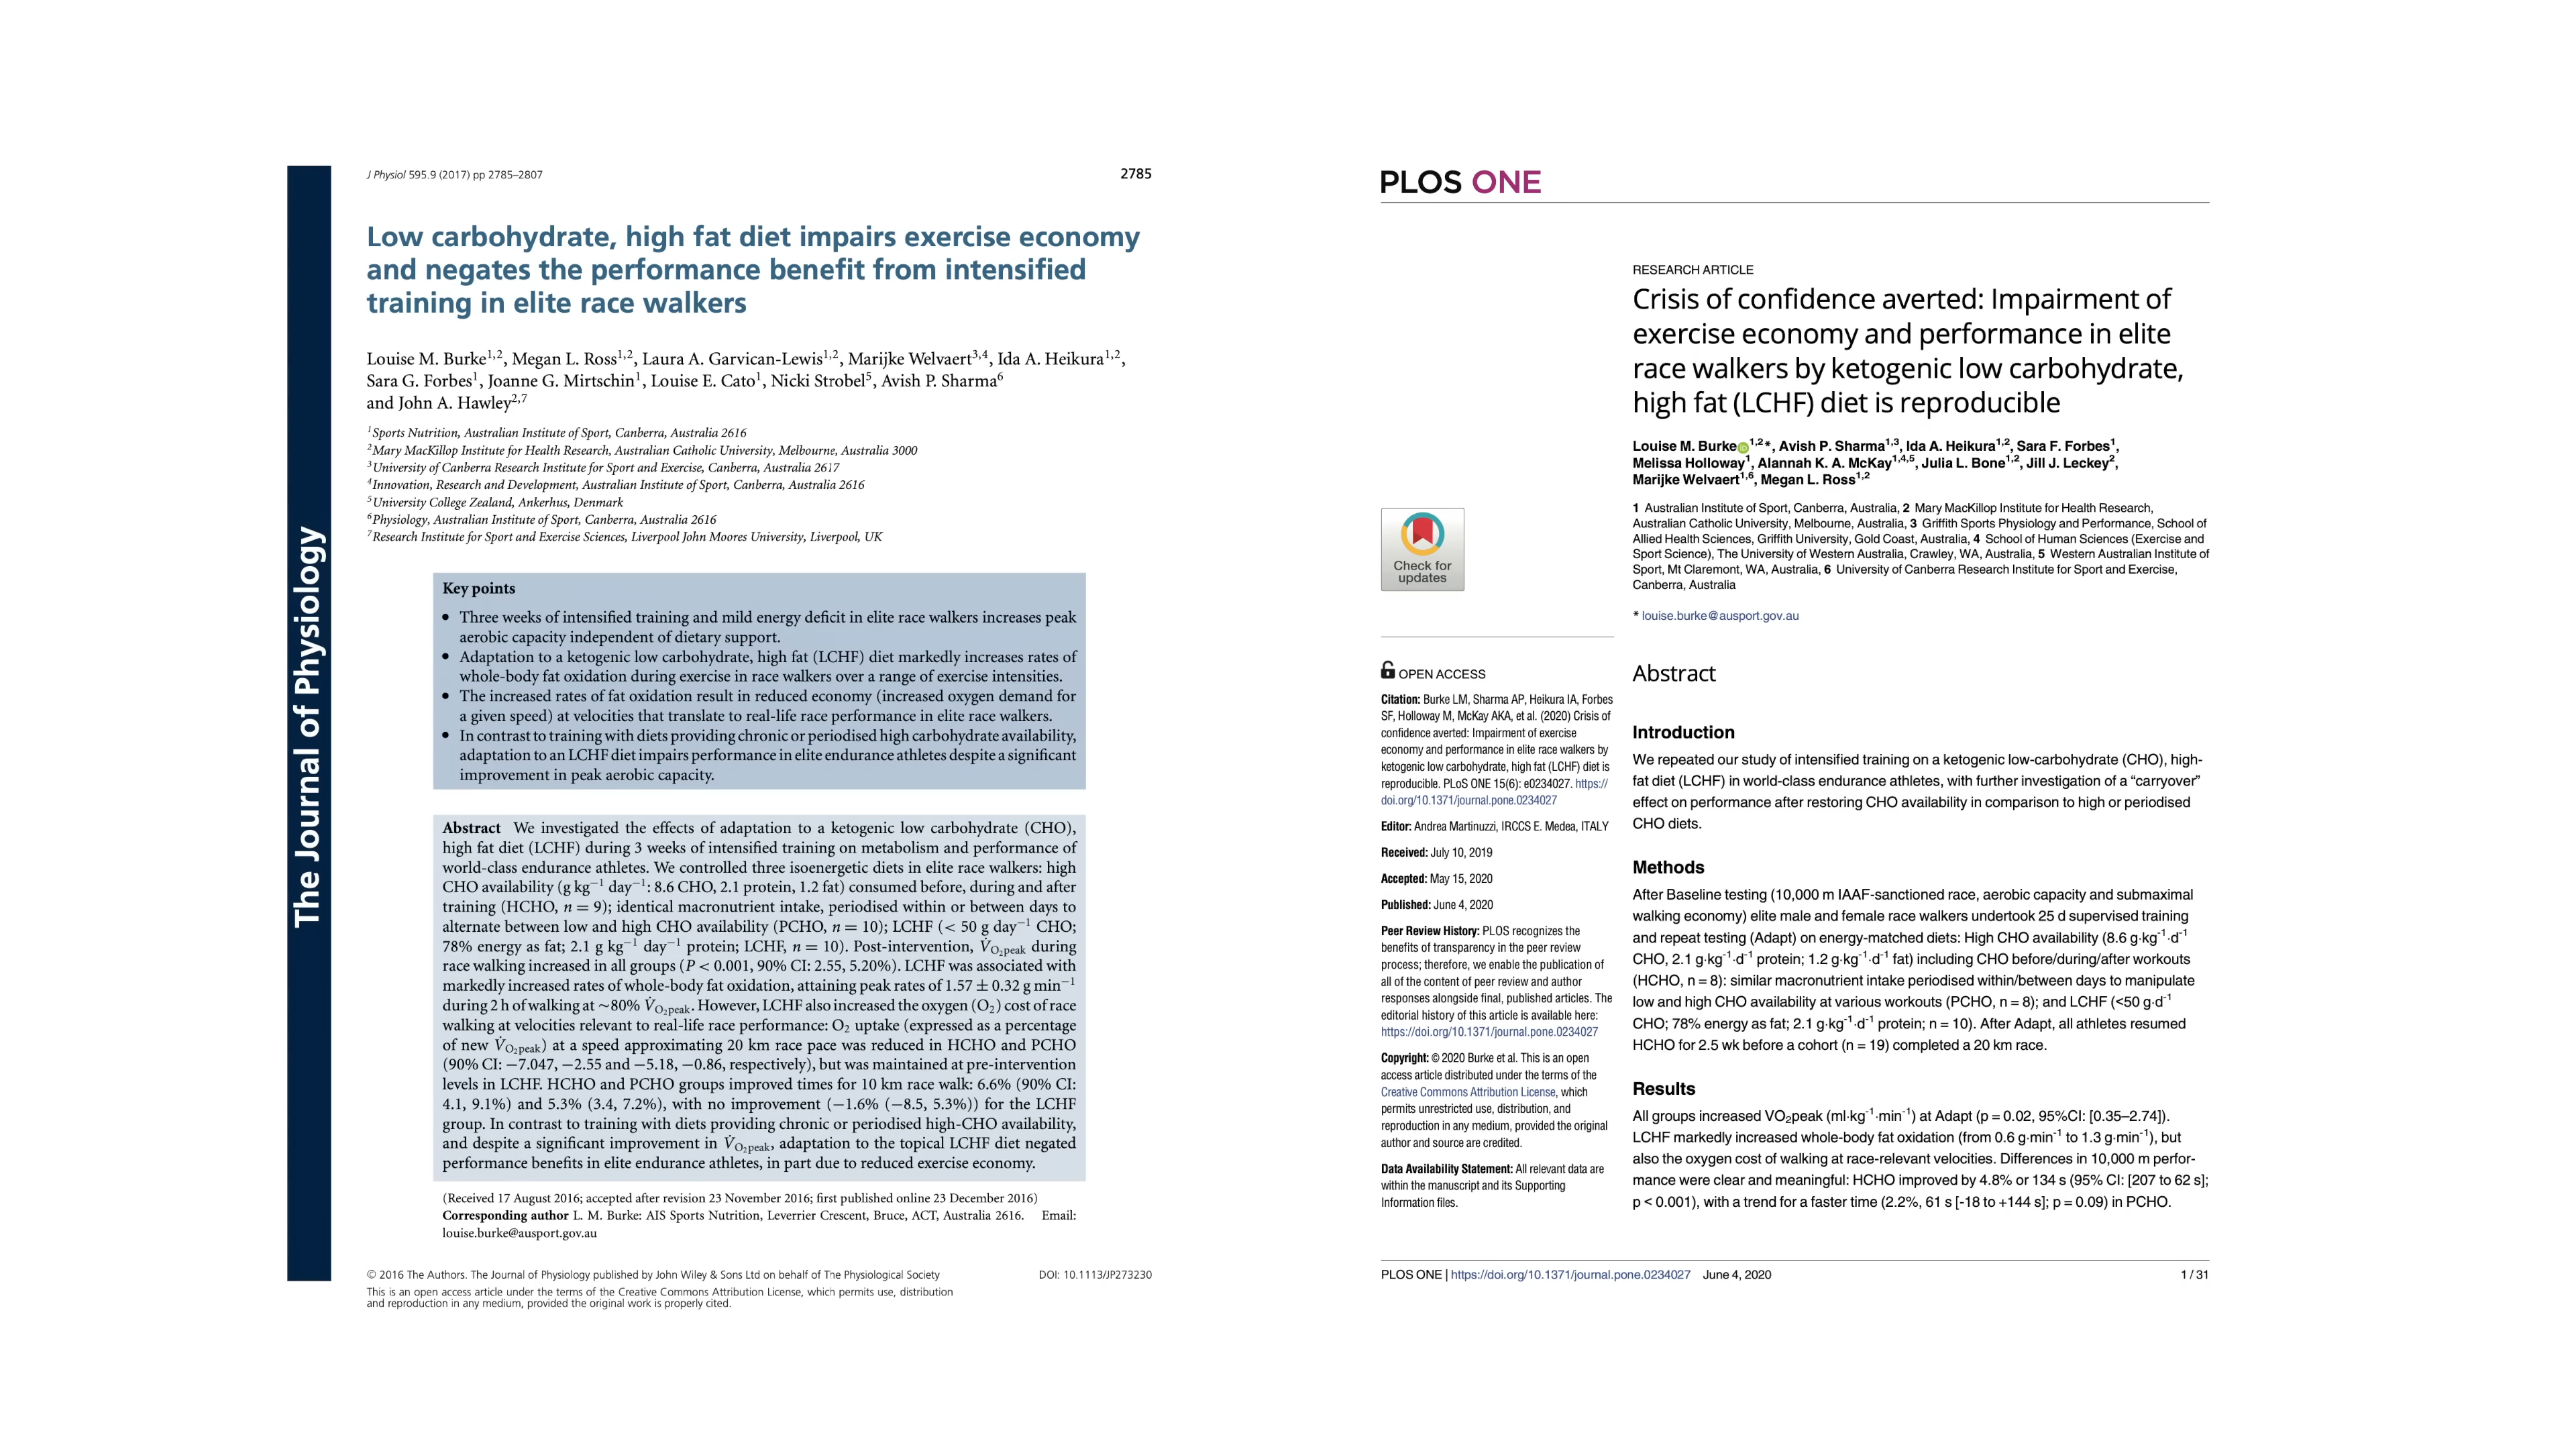 J Physiol 595.9 (2017) pp 2785–2807
2785
Low carbohydrate, high fat diet impairs exercise economy
and negates the performance benefit from intensified
training in elite race walkers
Louise M. Burke1,2, Megan L. Ross1,2, Laura A. Garvican-Lewis1,2, Marijke Welvaert3,4, Ida A. Heikura1,2,
Sara G. Forbes1, Joanne G. Mirtschin1, Louise E. Cato1, Nicki Strobel5, Avish P. Sharma6
and John A. Hawley2,7
1Sports Nutrition, Australian Institute of Sport, Canberra, Australia 2616
2Mary MacKillop Institute for Health Research, Australian Catholic University, Melbourne, Australia 3000
3University of Canberra Research Institute for Sport and Exercise, Canberra, Australia 2617
4Innovation, Research and Development, Australian Institute of Sport, Canberra, Australia 2616
5University College Zealand, Ankerhus, Denmark
6Physiology, Australian Institute of Sport, Canberra, Australia 2616
7Research Institute for Sport and Exercise Sciences, Liverpool John Moores University, Liverpool, UK
The Journal of Physiology
Key points
• Three weeks of intensified training and mild energy deficit in elite race walkers increases peak
aerobic capacity independent of dietary support.
• Adaptation to a ketogenic low carbohydrate, high fat (LCHF) diet markedly increases rates of
whole-body fat oxidation during exercise in race walkers over a range of exercise intensities.
• The increased rates of fat oxidation result in reduced economy (increased oxygen demand for
a given speed) at velocities that translate to real-life race performance in elite race walkers.
• In contrast to training with diets providing chronic or periodised high carbohydrate availability,
adaptation to an LCHF diet impairs performance in elite endurance athletes despite a significant
improvement in peak aerobic capacity.
Abstract We investigated the effects of adaptation to a ketogenic low carbohydrate (CHO),
high fat diet (LCHF) during 3 weeks of intensified training on metabolism and performance of
world-class endurance athletes. We controlled three isoenergetic diets in elite race walkers: high
CHO availability (g kg−1 day−1: 8.6 CHO, 2.1 protein, 1.2 fat) consumed before, during and after
training (HCHO, n = 9); identical macronutrient intake, periodised within or between days to
alternate between low and high CHO availability (PCHO, n = 10); LCHF (< 50 g day−1 CHO;
78% energy as fat; 2.1 g kg−1 day−1 protein; LCHF, n = 10). Post-intervention, V̇O2peak during
race walking increased in all groups (P < 0.001, 90% CI: 2.55, 5.20%). LCHF was associated with
markedly increased rates of whole-body fat oxidation, attaining peak rates of 1.57 ± 0.32 g min−1
during 2 h of walking at ∼80% V̇O2peak. However, LCHF also increased the oxygen (O2) cost of race
walking at velocities relevant to real-life race performance: O2 uptake (expressed as a percentage
of new V̇O2peak) at a speed approximating 20 km race pace was reduced in HCHO and PCHO
(90% CI: −7.047, −2.55 and −5.18, −0.86, respectively), but was maintained at pre-intervention
levels in LCHF. HCHO and PCHO groups improved times for 10 km race walk: 6.6% (90% CI:
4.1, 9.1%) and 5.3% (3.4, 7.2%), with no improvement (−1.6% (−8.5, 5.3%)) for the LCHF
group. In contrast to training with diets providing chronic or periodised high-CHO availability,
and despite a significant improvement in V̇O2peak, adaptation to the topical LCHF diet negated
performance benefits in elite endurance athletes, in part due to reduced exercise economy.
(Received 17 August 2016; accepted after revision 23 November 2016; first published online 23 December 2016)
Corresponding author L. M. Burke: AIS Sports Nutrition, Leverrier Crescent, Bruce, ACT, Australia 2616. Email:
louise.burke@ausport.gov.au
© 2016 The Authors. The Journal of Physiology published by John Wiley & Sons Ltd on behalf of The Physiological Society
DOI: 10.1113/JP273230
This is an open access article under the terms of the Creative Commons Attribution License, which permits use, distribution
and reproduction in any medium, provided the original work is properly cited.
PLOS ONE
RESEARCH ARTICLE
Crisis of confidence averted: Impairment of
exercise economy and performance in elite
race walkers by ketogenic low carbohydrate,
high fat (LCHF) diet is reproducible
Louise M. Burke iD 1,2*, Avish P. Sharma1,3, Ida A. Heikura1,2, Sara F. Forbes1,
Melissa Holloway1, Alannah K. A. McKay1,4,5, Julia L. Bone1,2, Jill J. Leckey2,
Marijke Welvaert1,6, Megan L. Ross1,2
1 Australian Institute of Sport, Canberra, Australia, 2 Mary MacKillop Institute for Health Research,
Australian Catholic University, Melbourne, Australia, 3 Griffith Sports Physiology and Performance, School of
Allied Health Sciences, Griffith University, Gold Coast, Australia, 4 School of Human Sciences (Exercise and
Sport Science), The University of Western Australia, Crawley, WA, Australia, 5 Western Australian Institute of
Sport, Mt Claremont, WA, Australia, 6 University of Canberra Research Institute for Sport and Exercise,
Canberra, Australia
* louise.burke@ausport.gov.au
Check for
updates
OPEN ACCESS
Citation: Burke LM, Sharma AP, Heikura IA, Forbes
SF, Holloway M, McKay AKA, et al. (2020) Crisis of
confidence averted: Impairment of exercise
economy and performance in elite race walkers by
ketogenic low carbohydrate, high fat (LCHF) diet is
reproducible. PLoS ONE 15(6): e0234027. https://
doi.org/10.1371/journal.pone.0234027
Editor: Andrea Martinuzzi, IRCCS E. Medea, ITALY
Received: July 10, 2019
Accepted: May 15, 2020
Published: June 4, 2020
Peer Review History: PLOS recognizes the
benefits of transparency in the peer review
process; therefore, we enable the publication of
all of the content of peer review and author
responses alongside final, published articles. The
editorial history of this article is available here:
https://doi.org/10.1371/journal.pone.0234027
Copyright: © 2020 Burke et al. This is an open
access article distributed under the terms of the
Creative Commons Attribution License, which
permits unrestricted use, distribution, and
reproduction in any medium, provided the original
author and source are credited.
Data Availability Statement: All relevant data are
within the manuscript and its Supporting
Information files.
Abstract
Introduction
We repeated our study of intensified training on a ketogenic low-carbohydrate (CHO), high-
fat diet (LCHF) in world-class endurance athletes, with further investigation of a “carryover”
effect on performance after restoring CHO availability in comparison to high or periodised
CHO diets.
Methods
After Baseline testing (10,000 m IAAF-sanctioned race, aerobic capacity and submaximal
walking economy) elite male and female race walkers undertook 25 d supervised training
and repeat testing (Adapt) on energy-matched diets: High CHO availability (8.6 g·kg-1·d-1
CHO, 2.1 g·kg-1·d-1 protein; 1.2 g·kg-1·d-1 fat) including CHO before/during/after workouts
(HCHO, n = 8): similar macronutrient intake periodised within/between days to manipulate
low and high CHO availability at various workouts (PCHO, n = 8); and LCHF (<50 g·d-1
CHO; 78% energy as fat; 2.1 g·kg-1·d-1 protein; n = 10). After Adapt, all athletes resumed
HCHO for 2.5 wk before a cohort (n = 19) completed a 20 km race.
Results
All groups increased VO2peak (ml·kg-1·min-1) at Adapt (p = 0.02, 95%CI: [0.35–2.74]).
LCHF markedly increased whole-body fat oxidation (from 0.6 g·min-1 to 1.3 g·min-1), but
also the oxygen cost of walking at race-relevant velocities. Differences in 10,000 m perfor-
mance were clear and meaningful: HCHO improved by 4.8% or 134 s (95% CI: [207 to 62 s];
p < 0.001), with a trend for a faster time (2.2%, 61 s [-18 to +144 s]; p = 0.09) in PCHO.
PLOS ONE | https://doi.org/10.1371/journal.pone.0234027 June 4, 2020
1 / 31